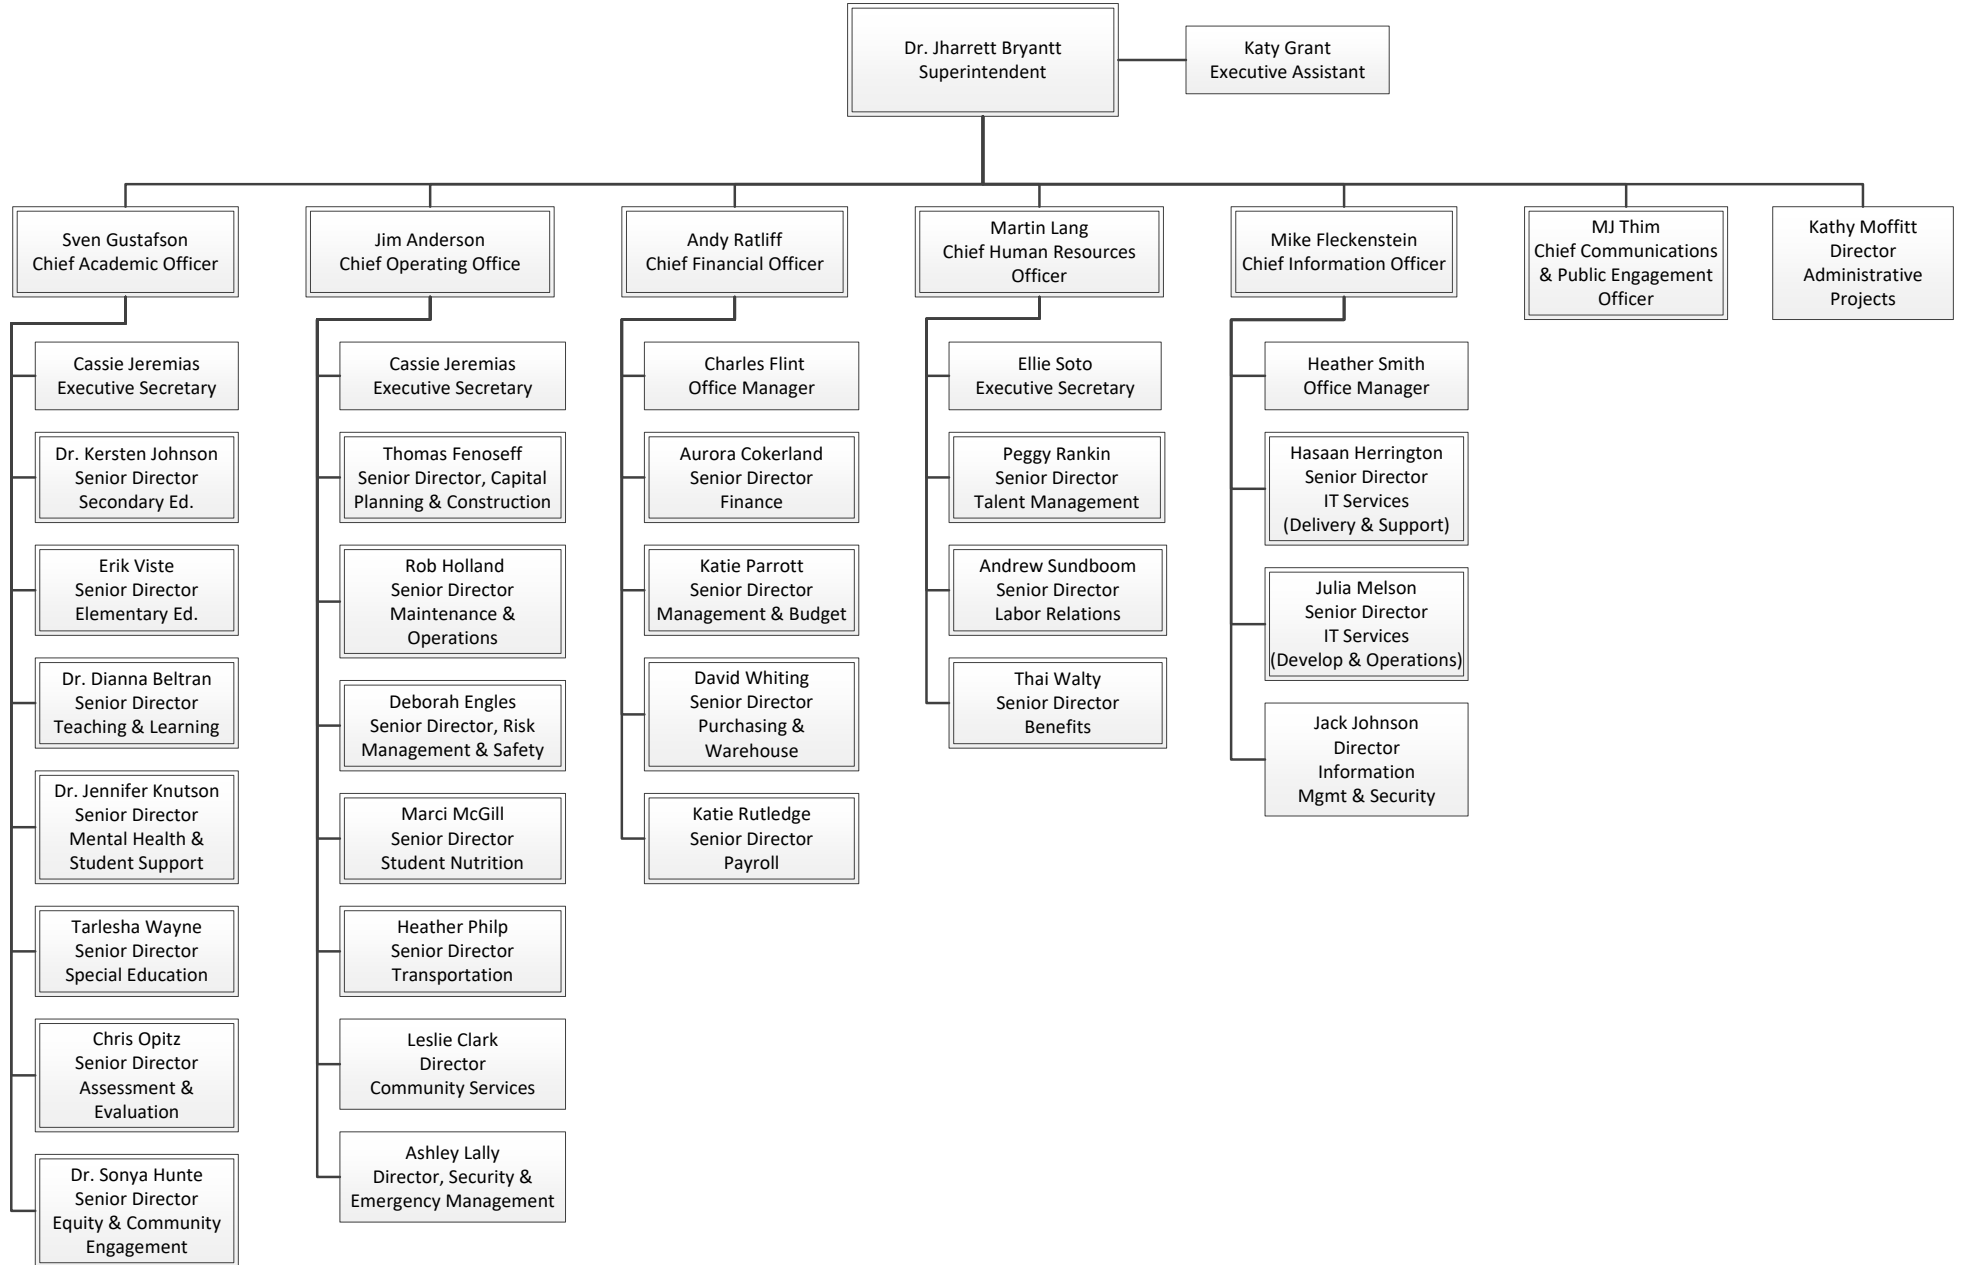 Dr. Jharrett Bryantt
Superintendent
Katy Grant
Executive Assistant
Sven Gustafson
Chief Academic Officer
Jim Anderson
Chief Operating Office
Andy Ratliff
Chief Financial Officer
Martin Lang
Chief Human Resources
Officer
Mike Fleckenstein
Chief Information Officer
MJ Thim
Chief Communications
& Public Engagement
Officer
Kathy Moffitt
Director
Administrative
Projects
Cassie Jeremias
Executive Secretary
Dr. Kersten Johnson
Senior Director
Secondary Ed.
Erik Viste
Senior Director
Elementary Ed.
Dr. Dianna Beltran
Senior Director
Teaching & Learning
Dr. Jennifer Knutson
Senior Director
Mental Health &
Student Support
Tarlesha Wayne
Senior Director
Special Education
Chris Opitz
Senior Director
Assessment &
Evaluation
Dr. Sonya Hunte
Senior Director
Equity & Community
Engagement
Cassie Jeremias
Executive Secretary
Thomas Fenoseff
Senior Director, Capital
Planning & Construction
Rob Holland
Senior Director
Maintenance &
Operations
Deborah Engles
Senior Director, Risk
Management & Safety
Marci McGill
Senior Director
Student Nutrition
Heather Philp
Senior Director
Transportation
Leslie Clark
Director
Community Services
Ashley Lally
Director, Security &
Emergency Management
Charles Flint
Office Manager
Aurora Cokerland
Senior Director
Finance
Katie Parrott
Senior Director
Management & Budget
David Whiting
Senior Director
Purchasing &
Warehouse
Katie Rutledge
Senior Director
Payroll
Ellie Soto
Executive Secretary
Peggy Rankin
Senior Director
Talent Management
Andrew Sundboom
Senior Director
Labor Relations
Thai Walty
Senior Director
Benefits
Heather Smith
Office Manager
Hasaan Herrington
Senior Director
IT Services
(Delivery & Support)
Julia Melson
Senior Director
IT Services
(Develop & Operations)
Jack Johnson
Director
Information
Mgmt & Security